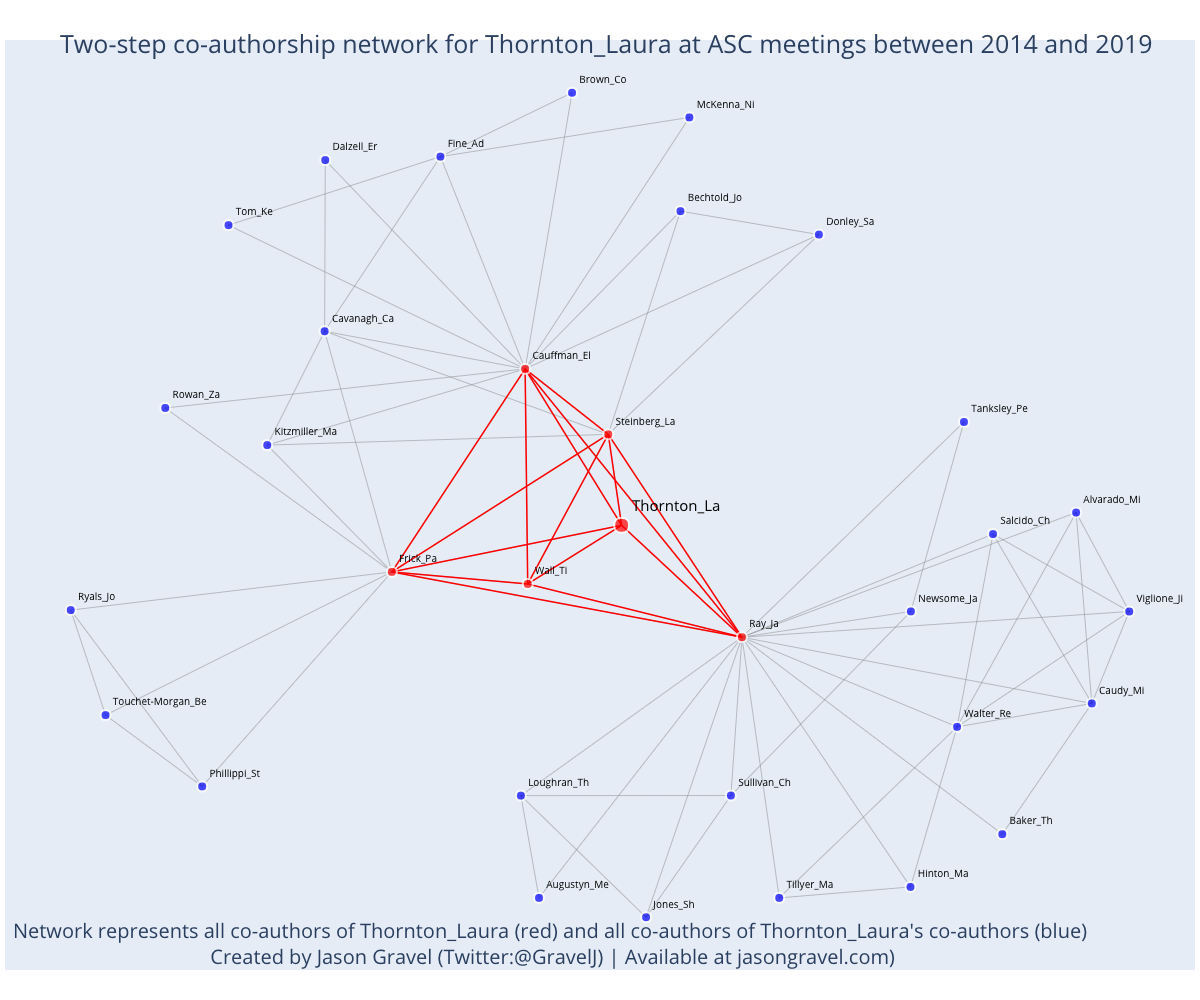 Two-step co-authorship network for Thornton_Laura at ASC meetings between 2014 and 2019
Brown_Co
McKenna_Ni
Fine_Ad
Dalzell_Er
Bechtold_Jo
Tom_Ke
Donley_Sa
Cavanagh_Ca
Cauffman_El
Rowan_Za
Tanksley_Pe
Steinberg_La
Kitzmiller_Ma
Alvarado_Mi
Thornton_La
Salcido_Ch
Frick_Pa
Wall_Ti
Ryals_Jo
Newsome_Ja
Viglione_Ji
Ray_Ja
Caudy_Mi
Touchet-Morgan_Be
Walter_Re
Phillippi_St
Loughran_Th
Sullivan_Ch
Baker_Th
Hinton_Ma
Augustyn_Me
Tillyer_Ma
Jones_Sh
Network represents all co-authors of Thornton_Laura (red) and all co-authors of Thornton_Laura's co-authors (blue)
Created by Jason Gravel (Twitter:@GravelJ) | Available at jasongravel.com)